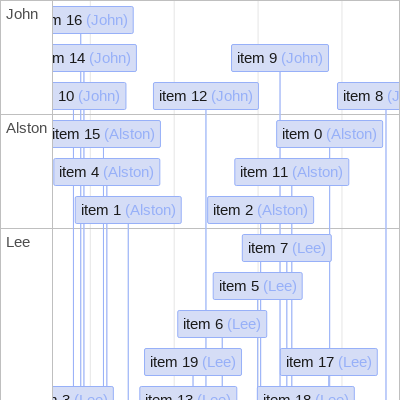 John
m 16 (John)
m 14 (John)
item 9 (John)
10 (John)
item 12 (John)
item 8 (J
Alston
item 15 (Alston)
item 0 (Alston)
item 4 (Alston)
item 11 (Alston)
item 1 (Alston)
item 2 (Alston)
Lee
item 7 (Lee)
item 5 (Lee)
item 6 (Lee)
item 19 (Lee)
item 17 (Lee)
3 (Lee)
item 13 (Lee)
item 18 (Lee)